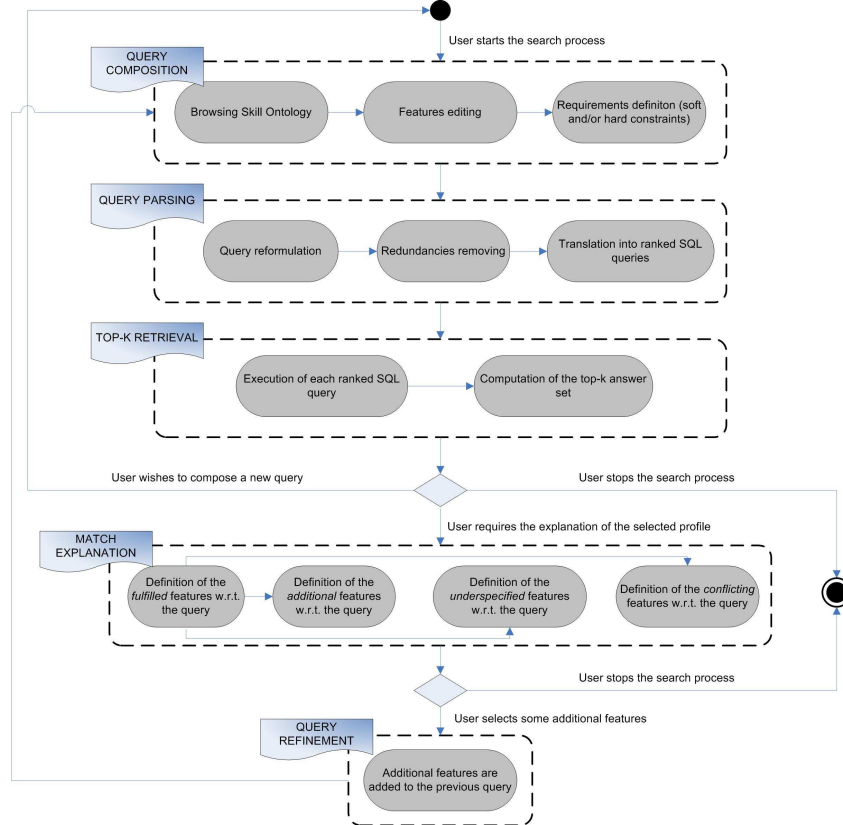 User starts the search process
QUERY
COMPOSITION
Browsing Skill Ontology
Features editing
Requirements definiton (soft
and/or hard constraints)
QUERY PARSING
Query reformulation
Redundancies removing
Translation into ranked SQL
queries
TOP-K RETRIEVAL
Execution of each ranked SQL
query
Computation of the top-k answer
set
User wishes to compose a new query
User stops the search process
User requires the explanation of the selected profile
MATCH
EXPLANATION
Definition of the
fulfilled features w.r.t.
the query
Definition of the
additional features
w.r.t. the query
Definition of the
underspecified features
w.r.t. the query
Definition of the conflicting
features w.r.t. the query
User stops the search process
User selects some additional features
QUERY
REFINEMENT
Additional features are
added to the previous query